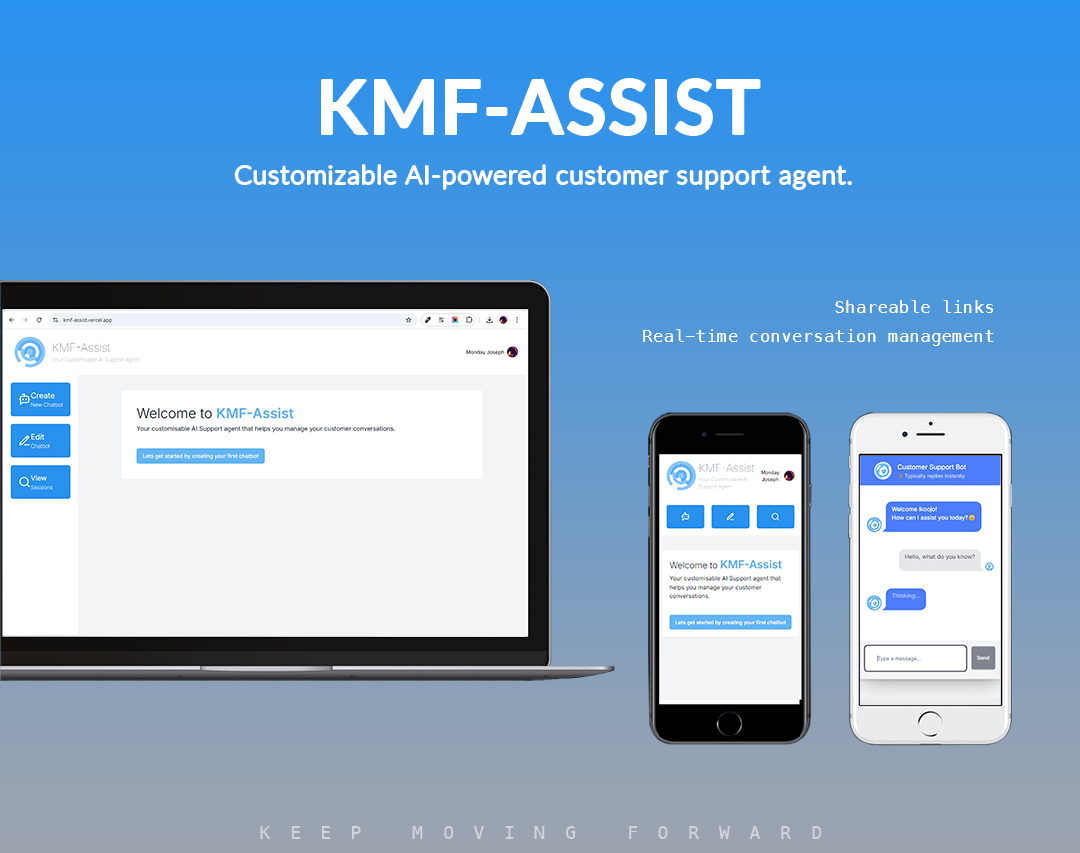 KMF-ASSIST
Customizable AI-powered customer support agent.
Shareable links
Real-time conversation management
kmf-assist.vercel.app
KMF-Assist
Your Customisable AI Support Agent
Monday Joseph
Create
New Chatbot
Edit
Chatbot
View
Sessions
Welcome to KMF-Assist
Your customisable AI Support agent that helps you manage your customer conversations.
Lets get started by creating your first chatbot
KMF-Assist
Your Customisable AI
Support Agent
Monday
Joseph
Welcome to KMF-Assist
Your customisable AI Support agent that
helps you manage your customer
conversations.
Lets get started by creating your first chatbot
Customer Support Bot
Typically replies Instantly
Welcome Ikoojo!
How can I assist you today?😊
Hello, what do you know?
Thinking...
Type a message...
Send
KEEP MOVING FORWARD